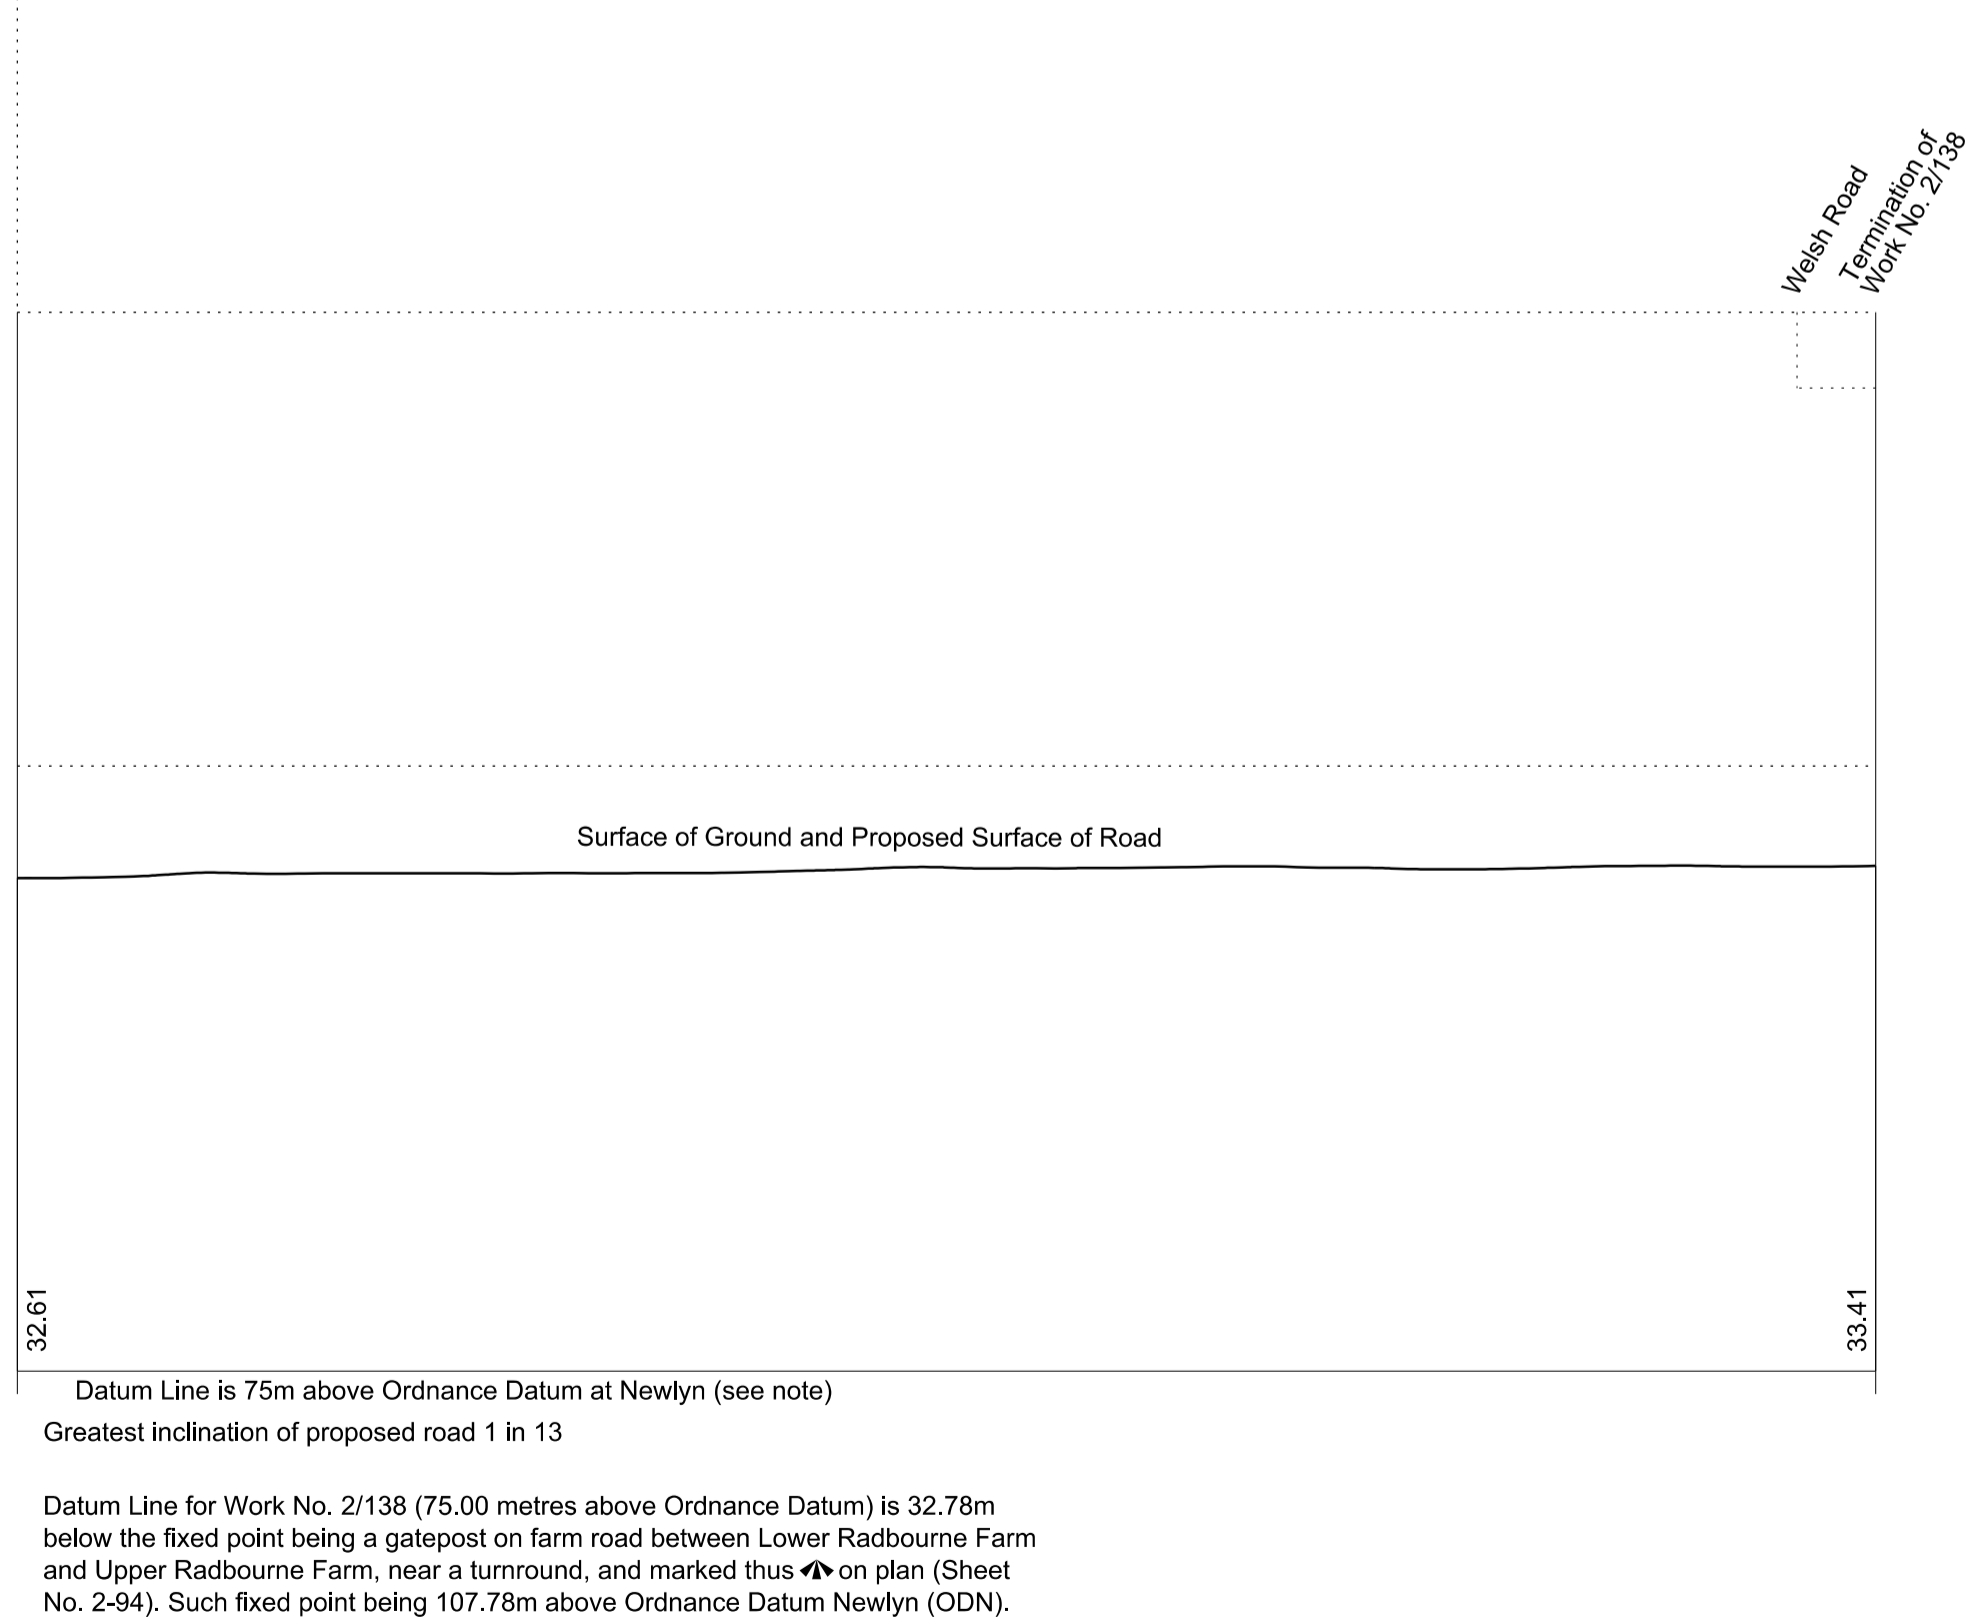 Welsh Road
Termination of
Work No. 2/138
Surface of Ground and Proposed Surface of Road
32.61
33.41
Datum Line is 75m above Ordnance Datum at Newlyn (see note)
Greatest inclination of proposed road 1 in 13
Datum Line for Work No. 2/138 (75.00 metres above Ordnance Datum) is 32.78m
below the fixed point being a gatepost on farm road between Lower Radbourne Farm
and Upper Radbourne Farm, near a turnround, and marked thus on plan (Sheet
No. 2-94). Such fixed point being 107.78m above Ordnance Datum Newlyn (ODN).